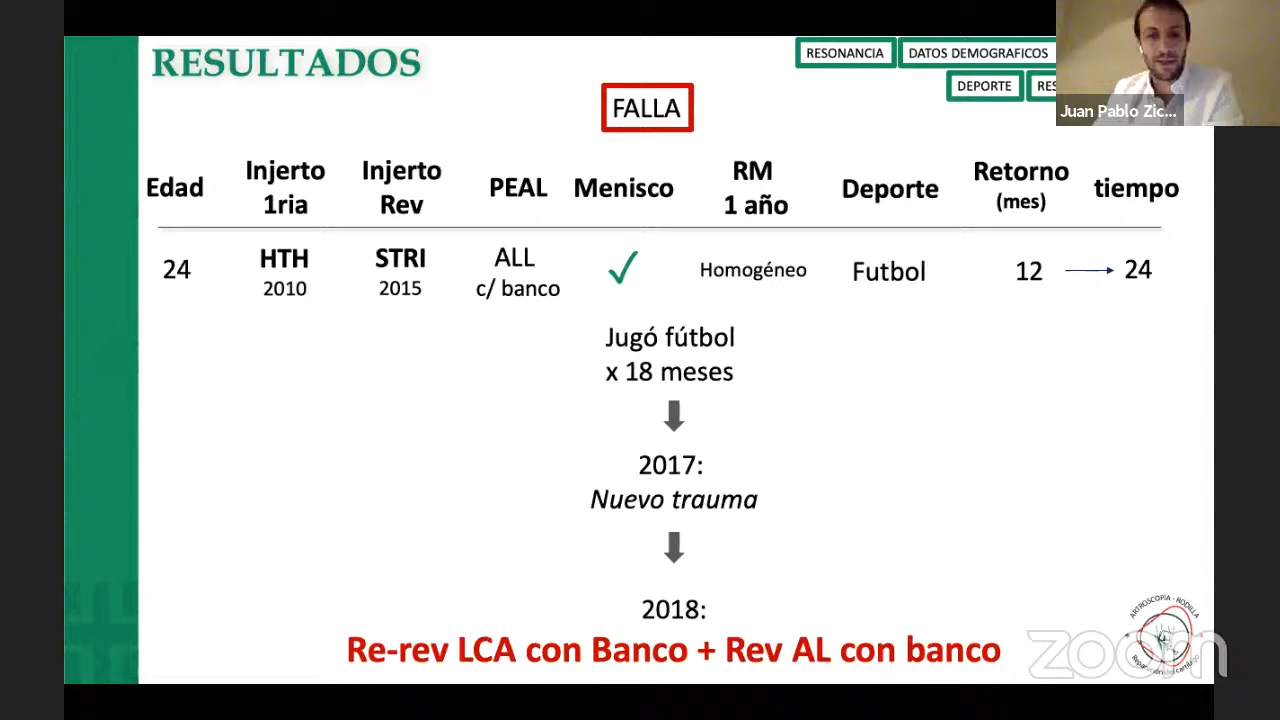 RESULTADOS
RESONANCIA
DATOS DEMOGRAFICOS
DEPORTE
RES
Juan Pablo Zic...
FALLA
Edad
Injerto
1ria
Injerto
Rev
PEAL
Menisco
RM
1 año
Deporte
Retorno
(mes)
tiempo
24
HTH
2010
STRI
2015
ALL
c/ banco
Homogéneo
Futbol
12
24
Jugó fútbol
x 18 meses
2017:
Nuevo trauma
2018:
Re-rev LCA con Banco + Rev AL con banco
ARTROSCOPÍA - RODILLA
zoom